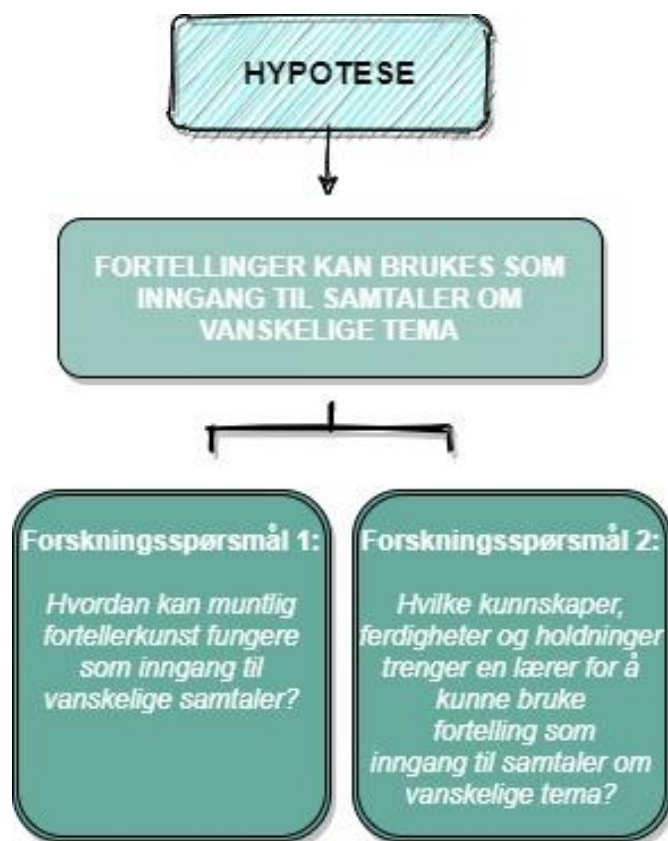 HYPOTESE
FORTELLINGER KAN BRUKES SOM
INNGANG TIL SAMTALER OM
VANSKELIGE TEMA
Forskningsspørsmål 1:
Hvordan kan muntlig
fortellerkunst fungere
som inngang til
vanskelige samtaler?
Forskningsspørsmål 2:
Hvilke kunnskaper,
ferdigheter og holdninger
trenger en lærer for å
kunne bruke
fortelling som
inngang til samtaler om
vanskelige tema?